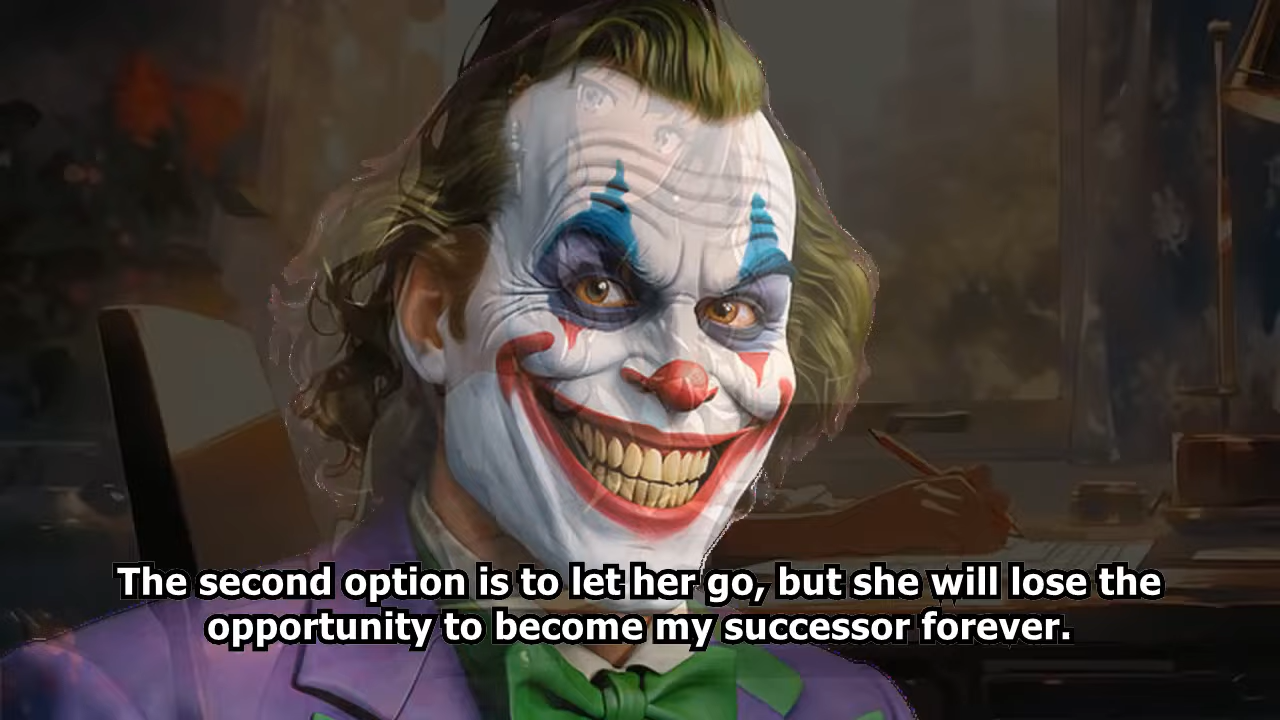 The second option is to let her go, but she will lose the
opportunity to become my successor forever.